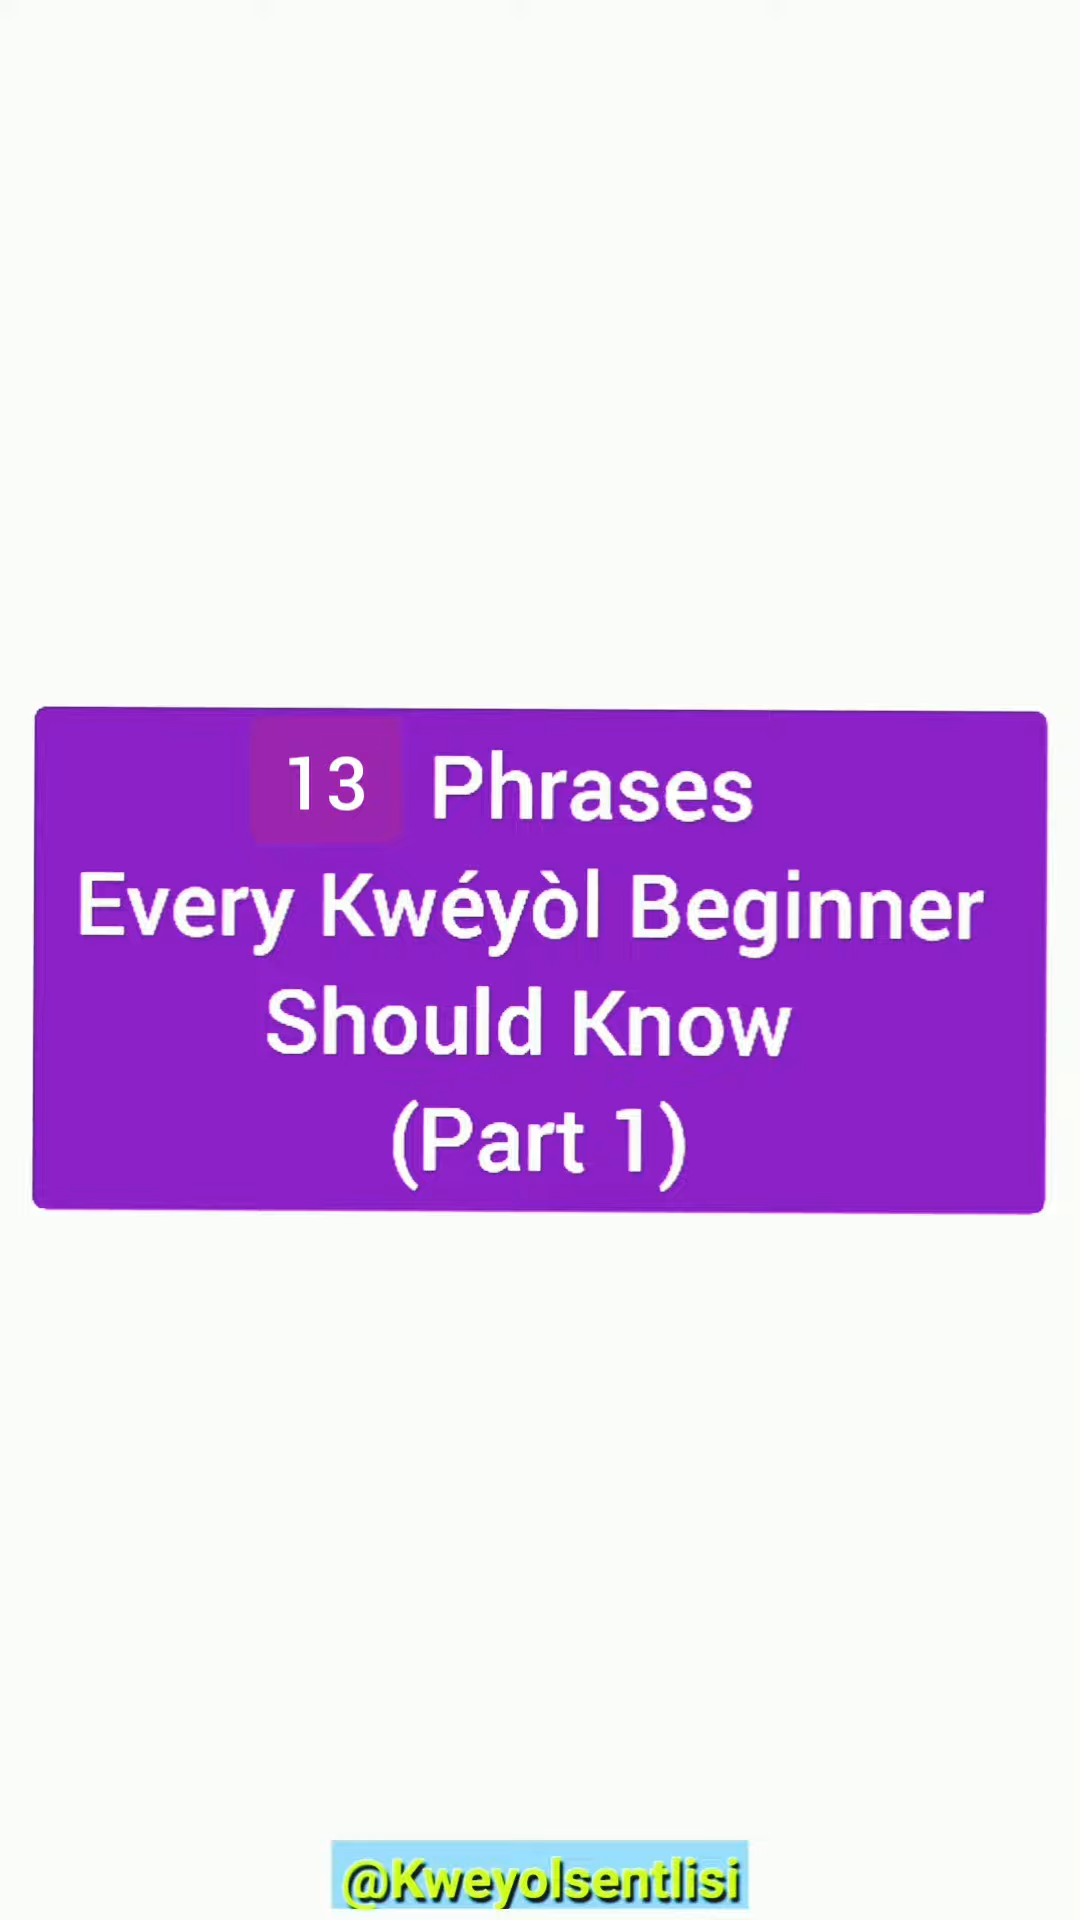 13 Phrases
Every Kwéyòl Beginner
Should Know
(Part 1)
@Kweyolsentlisi